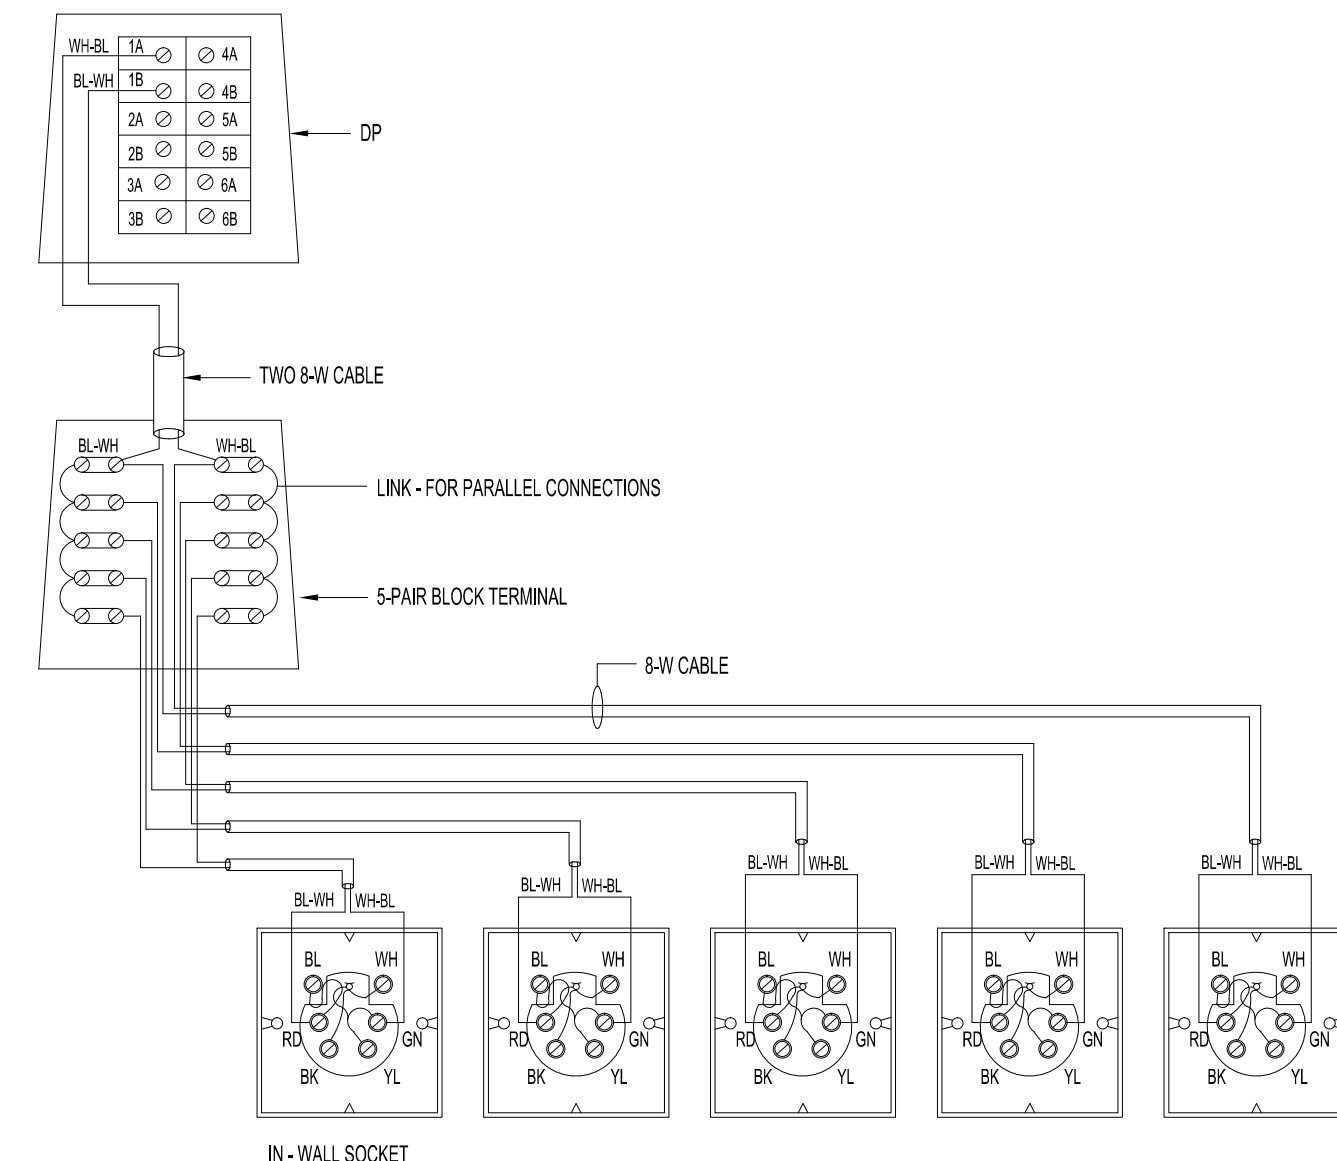 WH-BL 1A 4A
BL-WH 1B 4B
2A 5A
DP
2B 5B
3A 6A
3B 6B
TWO 8-W CABLE
BL-WH WH-BL
LINK - FOR PARALLEL CONNECTIONS
5-PAIR BLOCK TERMINAL
8-W CABLE
BL-WH WH-BL BL-WH WH-BL BL-WH WH-BL BL-WH WH-BL BL-WH WH-BL
BL WH BL WH BL WH BL WH BL WH
RD GN RD GN RD GN RD GN RD GN
BK YL BK YL BK YL BK YL BK YL
IN - WALL SOCKET